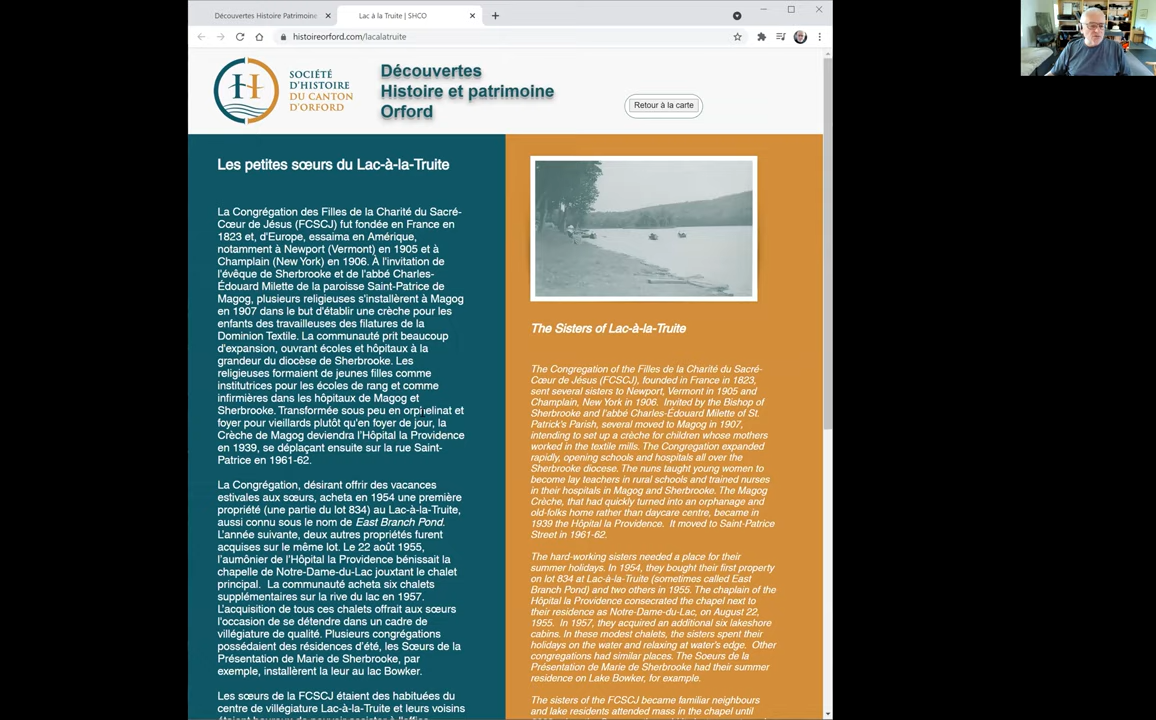 Découvertes Histoire Patrimoine
Lac à la Truite | SHCO
histoireorford.com/lacalatruite
SOCIÉTÉ
D'HISTOIRE
DU CANTON
D'ORFORD
Découvertes
Histoire et patrimoine
Orford
Retour à la carte
Les petites sœurs du Lac-à-la-Truite
La Congrégation des Filles de la Charité du Sacré-
Cœur de Jésus (FCSCJ) fut fondée en France en
1823 et, d'Europe, essaima en Amérique,
notamment à Newport (Vermont) en 1905 et à
Champlain (New York) en 1906. À l'invitation de
l'évêque de Sherbrooke et de l'abbé Charles-
Édouard Milette de la paroisse Saint-Patrice de
Magog, plusieurs religieuses s'installèrent à Magog
en 1907 dans le but d'établir une crèche pour les
enfants des travailleuses des filatures de la
Dominion Textile. La communauté prit beaucoup
d'expansion, ouvrant écoles et hôpitaux à la
grandeur du diocèse de Sherbrooke. Les
religieuses formaient de jeunes filles comme
institutrices pour les écoles de rang et comme
infirmières dans les hôpitaux de Magog et
Sherbrooke. Transformée sous peu en orphelinat et
foyer pour vieillards plutôt qu'en foyer de jour, la
Crèche de Magog deviendra l'Hôpital la Providence
en 1939, se déplaçant ensuite sur la rue Saint-
Patrice en 1961-62.
La Congrégation, désirant offrir des vacances
estivales aux sœurs, acheta en 1954 une première
propriété (une partie du lot 834) au Lac-à-la-Truite,
aussi connu sous le nom de East Branch Pond.
L'année suivante, deux autres propriétés furent
acquises sur le même lot. Le 22 août 1955,
l'aumônier de l'Hôpital la Providence bénissait la
chapelle de Notre-Dame-du-Lac jouxtant le chalet
principal. La communauté acheta six chalets
supplémentaires sur la rive du lac en 1957.
L'acquisition de tous ces chalets offrait aux sœurs
l'occasion de se détendre dans un cadre de
villégiature de qualité. Plusieurs congrégations
possédaient des résidences d'été, les Sœurs de la
Présentation de Marie de Sherbrooke, par
exemple, installèrent la leur au lac Bowker.
Les sœurs de la FCSCJ étaient des habituées du
centre de villégiature Lac-à-la-Truite et leurs voisins
étaient heureux de pouvoir assister à l'office
The Sisters of Lac-à-la-Truite
The Congregation of the Filles de la Charité du Sacré-
Cœur de Jésus (FCSCJ), founded in France in 1823,
sent several sisters to Newport, Vermont in 1905 and
Champlain, New York in 1906. Invited by the Bishop of
Sherbrooke and l'abbé Charles-Édouard Milette of St.
Patrick's Parish, several moved to Magog in 1907,
intending to set up a crèche for children whose mothers
worked in the textile mills. The Congregation expanded
rapidly, opening schools and hospitals all over the
Sherbrooke diocese. The nuns taught young women to
become lay teachers in rural schools and trained nurses
in their hospitals in Magog and Sherbrooke. The Magog
Crèche, that had quickly turned into an orphanage and
old-folks home rather than daycare centre, became in
1939 the Hôpital la Providence. It moved to Saint-Patrice
Street in 1961-62.
The hard-working sisters needed a place for their
summer holidays. In 1954, they bought their first property
on lot 834 at Lac-à-la-Truite (sometimes called East
Branch Pond) and two others in 1955. The chaplain of the
Hôpital la Providence consecrated the chapel next to
their residence as Notre-Dame-du-Lac, on August 22,
1955. In 1957, they acquired an additional six lakeshore
cabins. In these modest chalets, the sisters spent their
holidays on the water and relaxing at water's edge. Other
congregations had similar places. The Soeurs de la
Présentation de Marie de Sherbrooke had their summer
residence on Lake Bowker, for example.
The sisters of the FCSCJ became familiar neighbours
and lake residents attended mass in the chapel until